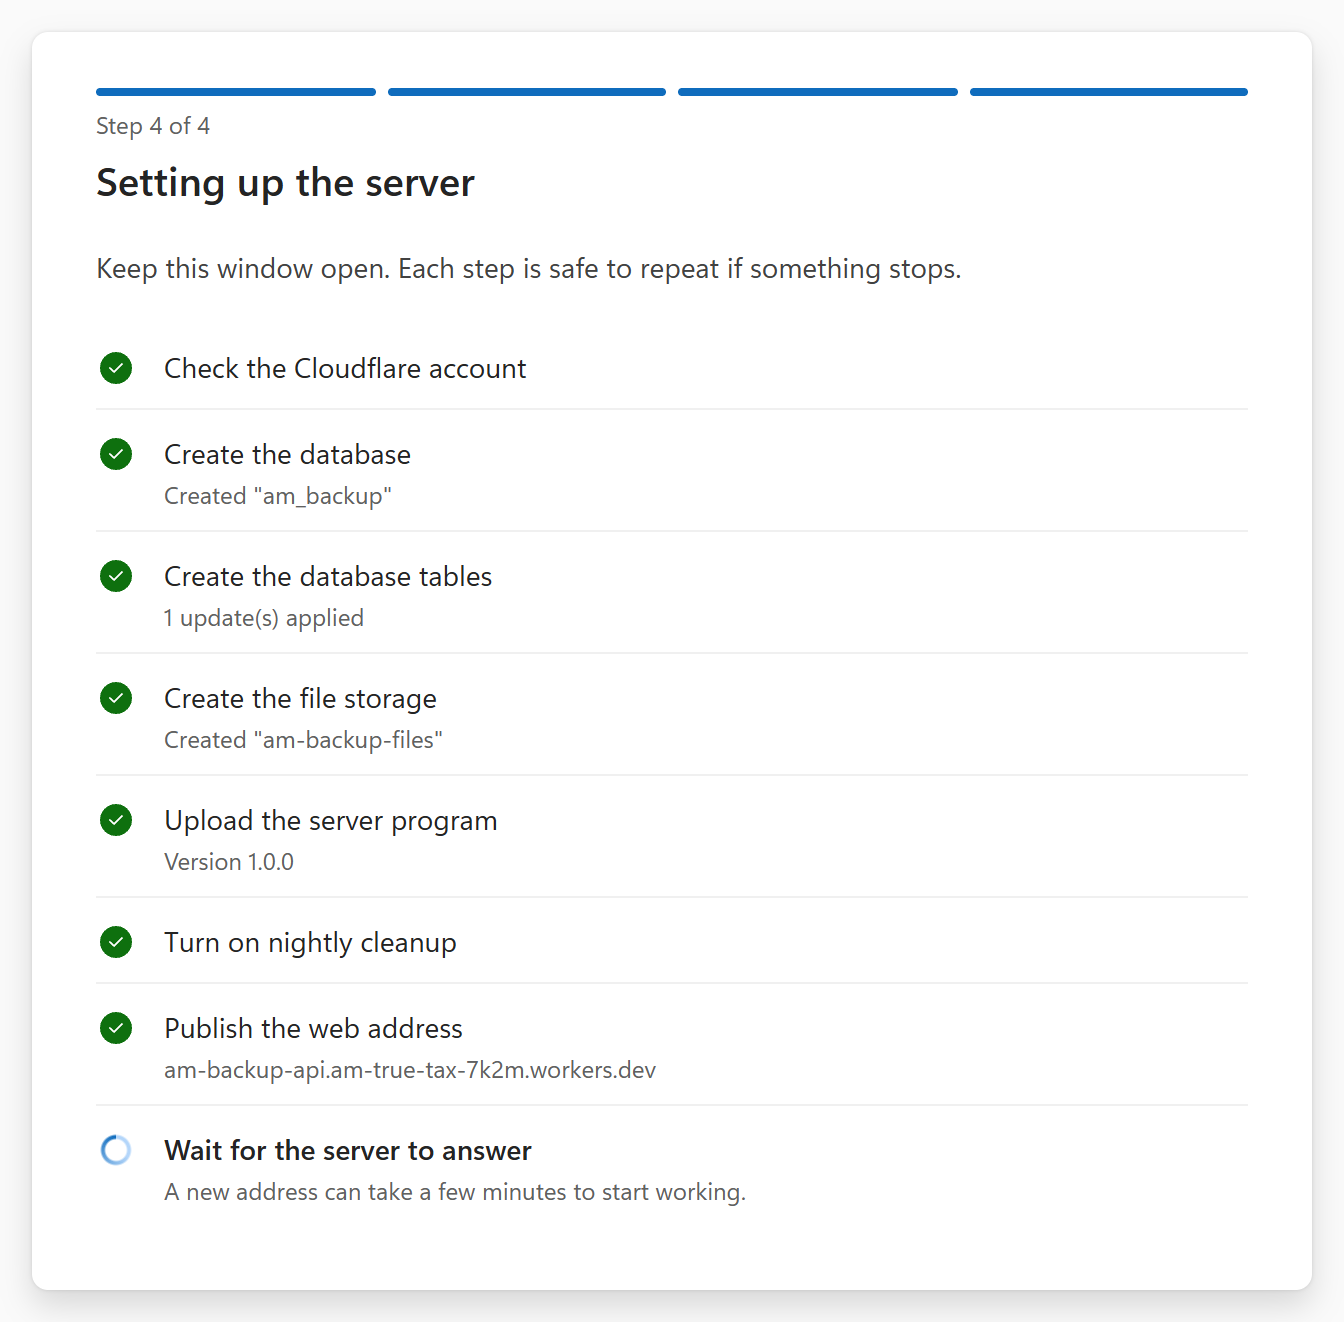 Step 4 of 4
Setting up the server
Keep this window open. Each step is safe to repeat if something stops.
Check the Cloudflare account
Create the database
Created "am_backup"
Create the database tables
1 update(s) applied
Create the file storage
Created "am-backup-files"
Upload the server program
Version 1.0.0
Turn on nightly cleanup
Publish the web address
am-backup-api.am-true-tax-7k2m.workers.dev
Wait for the server to answer
A new address can take a few minutes to start working.